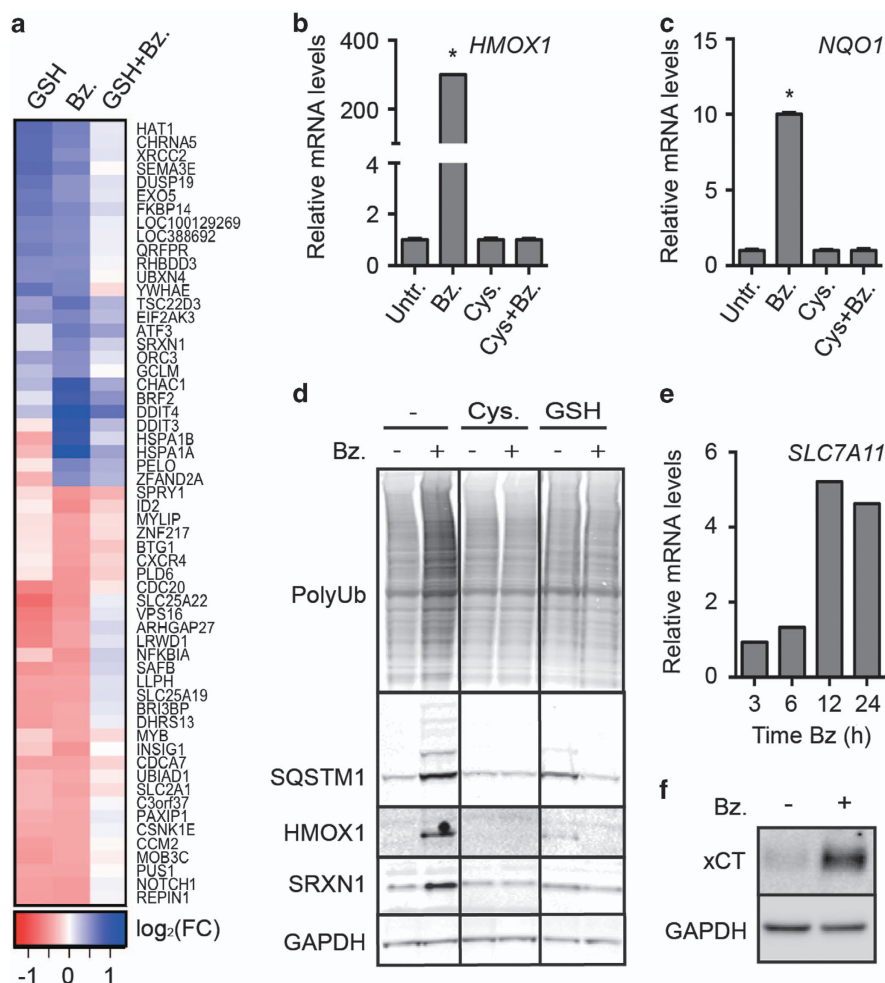 a
GSH Bz. GSH+Bz.
HAT1
CHRNA5
XRCC2
SEMA3E
DUSP19
EXO5
FKBP14
LOC100129269
LOC388692
QRFPR
RHBDD3
UBXN4
YWHAE
TSC22D3
EIF2AK3
ATF3
SRXN1
ORC3
GCLM
CHAC1
BRF2
DDIT4
DDIT3
HSPA1B
HSPA1A
PELO
ZFAND2A
SPRY1
ID2
MYLIP
ZNF217
BTG1
CXCR4
PLD6
CDC20
SLC25A22
VPS16
ARHGAP27
LRWD1
NFKBIA
SAFB
LLPH
SLC25A19
BRI3BP
DHRS13
MYB
INSIG1
CDCA7
UBIAD1
SLC2A1
C3orf37
PAXIP1
CSNK1E
CCM2
MOB3C
PUS1
NOTCH1
REPIN1
log₂(FC)
-1 0 1
b
HMOX1
Relative mRNA levels
400
200
4
2
0
*
Untr. Bz. Cys. Cys+Bz.
c
NQO1
Relative mRNA levels
15
10
5
0
*
Untr. Bz. Cys. Cys+Bz.
d
- Cys. GSH
Bz. - + - + - +
PolyUb
SQSTM1
HMOX1
SRXN1
GAPDH
e
SLC7A11
Relative mRNA levels
6
4
2
0
3 6 12 24
Time Bz (h)
f
Bz. - +
xCT
GAPDH